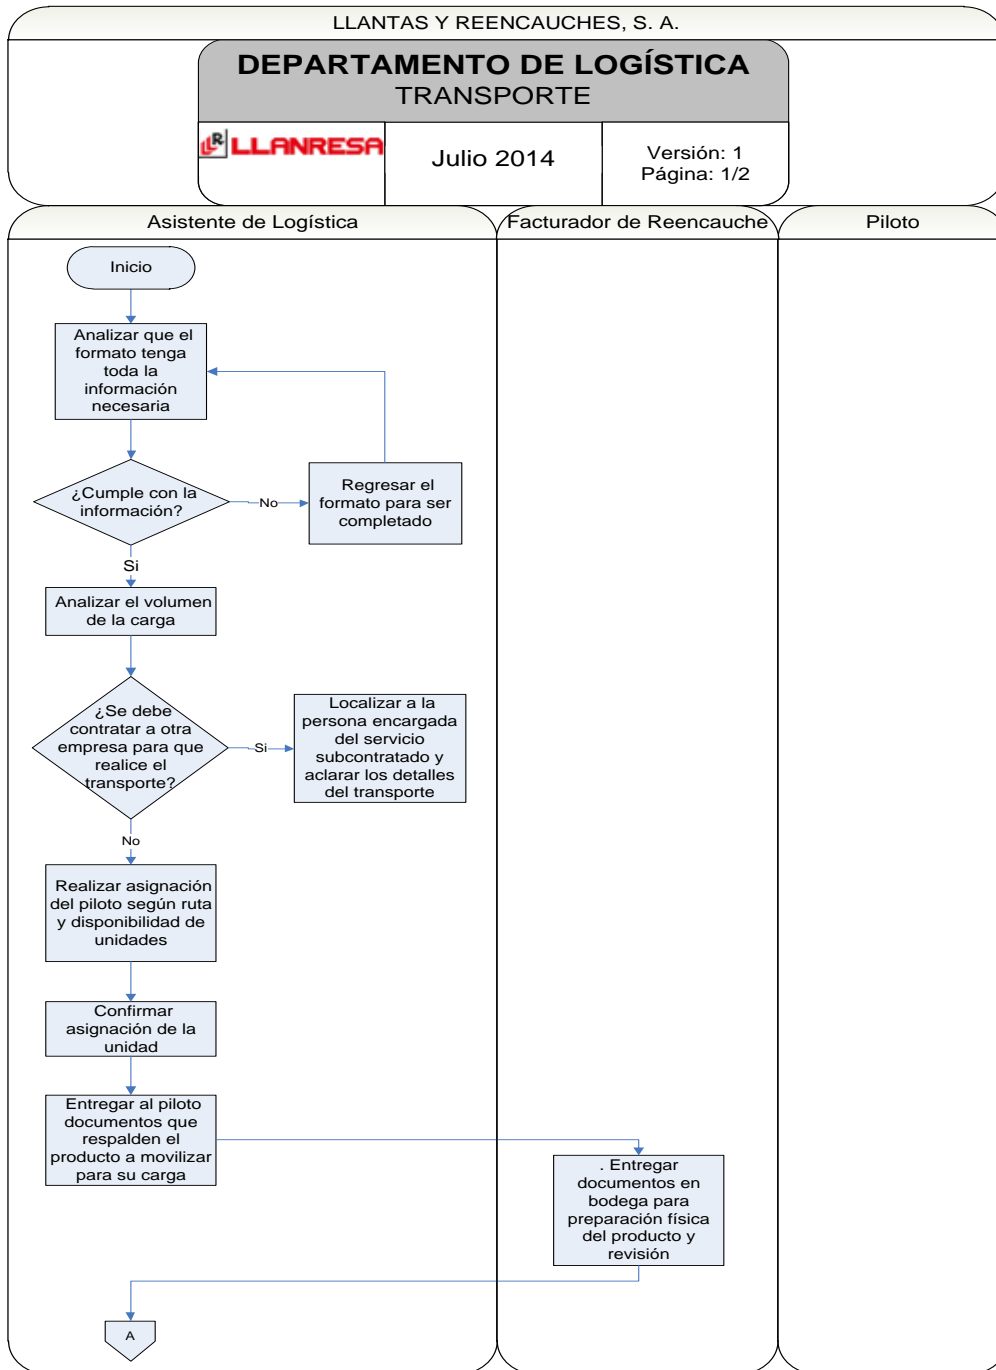 LLANTAS Y REENCAUCHES, S. A.
DEPARTAMENTO DE LOGÍSTICA
TRANSPORTE
LLANRESA
Julio 2014
Versión: 1
Página: 1/2
Asistente de Logística
Facturador de Reencauche
Piloto
Inicio
Analizar que el
formato tenga
toda la
información
necesaria
¿Cumple con la
información?
No
Regresar el
formato para ser
completado
Si
Analizar el volumen
de la carga
¿Se debe
contratar a otra
empresa para que
realice el
transporte?
Si
Localizar a la
persona encargada
del servicio
subcontratado y
aclarar los detalles
del transporte
No
Realizar asignación
del piloto según ruta
y disponibilidad de
unidades
Confirmar
asignación de la
unidad
Entregar al piloto
documentos que
respalden el
producto a movilizar
para su carga
. Entregar
documentos en
bodega para
preparación física
del producto y
revisión
A